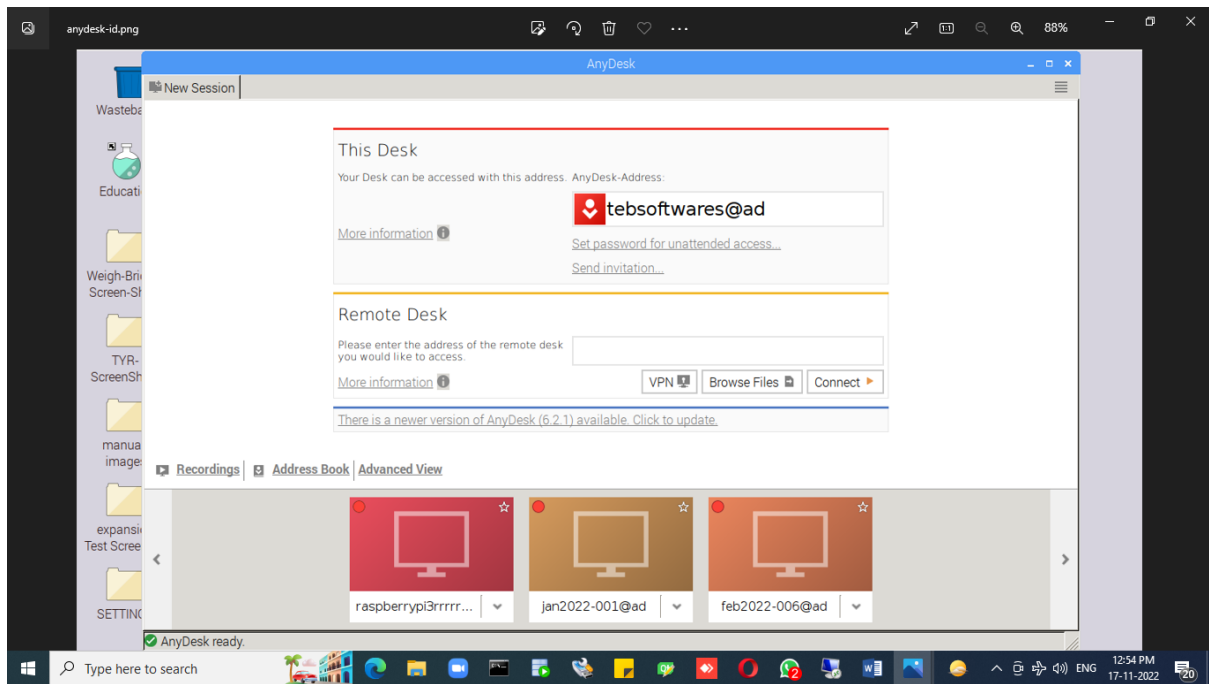 anydesk-id.png
88%
AnyDesk
New Session
Wasteba
Educati
Weigh-Bri
Screen-Sh
TYR-
ScreenSh
manua
images
expansi
Test Scree
SETTING
This Desk
Your Desk can be accessed with this address.
AnyDesk-Address:
tebsoftwares@ad
More information
Set password for unattended access...
Send invitation...
Remote Desk
Please enter the address of the remote desk
you would like to access.
More information
VPN
Browse Files
Connect
There is a newer version of AnyDesk (6.2.1) available. Click to update.
Recordings
Address Book
Advanced View
raspberrypi3rrrrr...
jan2022-001@ad
feb2022-006@ad
AnyDesk ready.
Type here to search
2
ENG
12:54 PM
17-11-2022
20